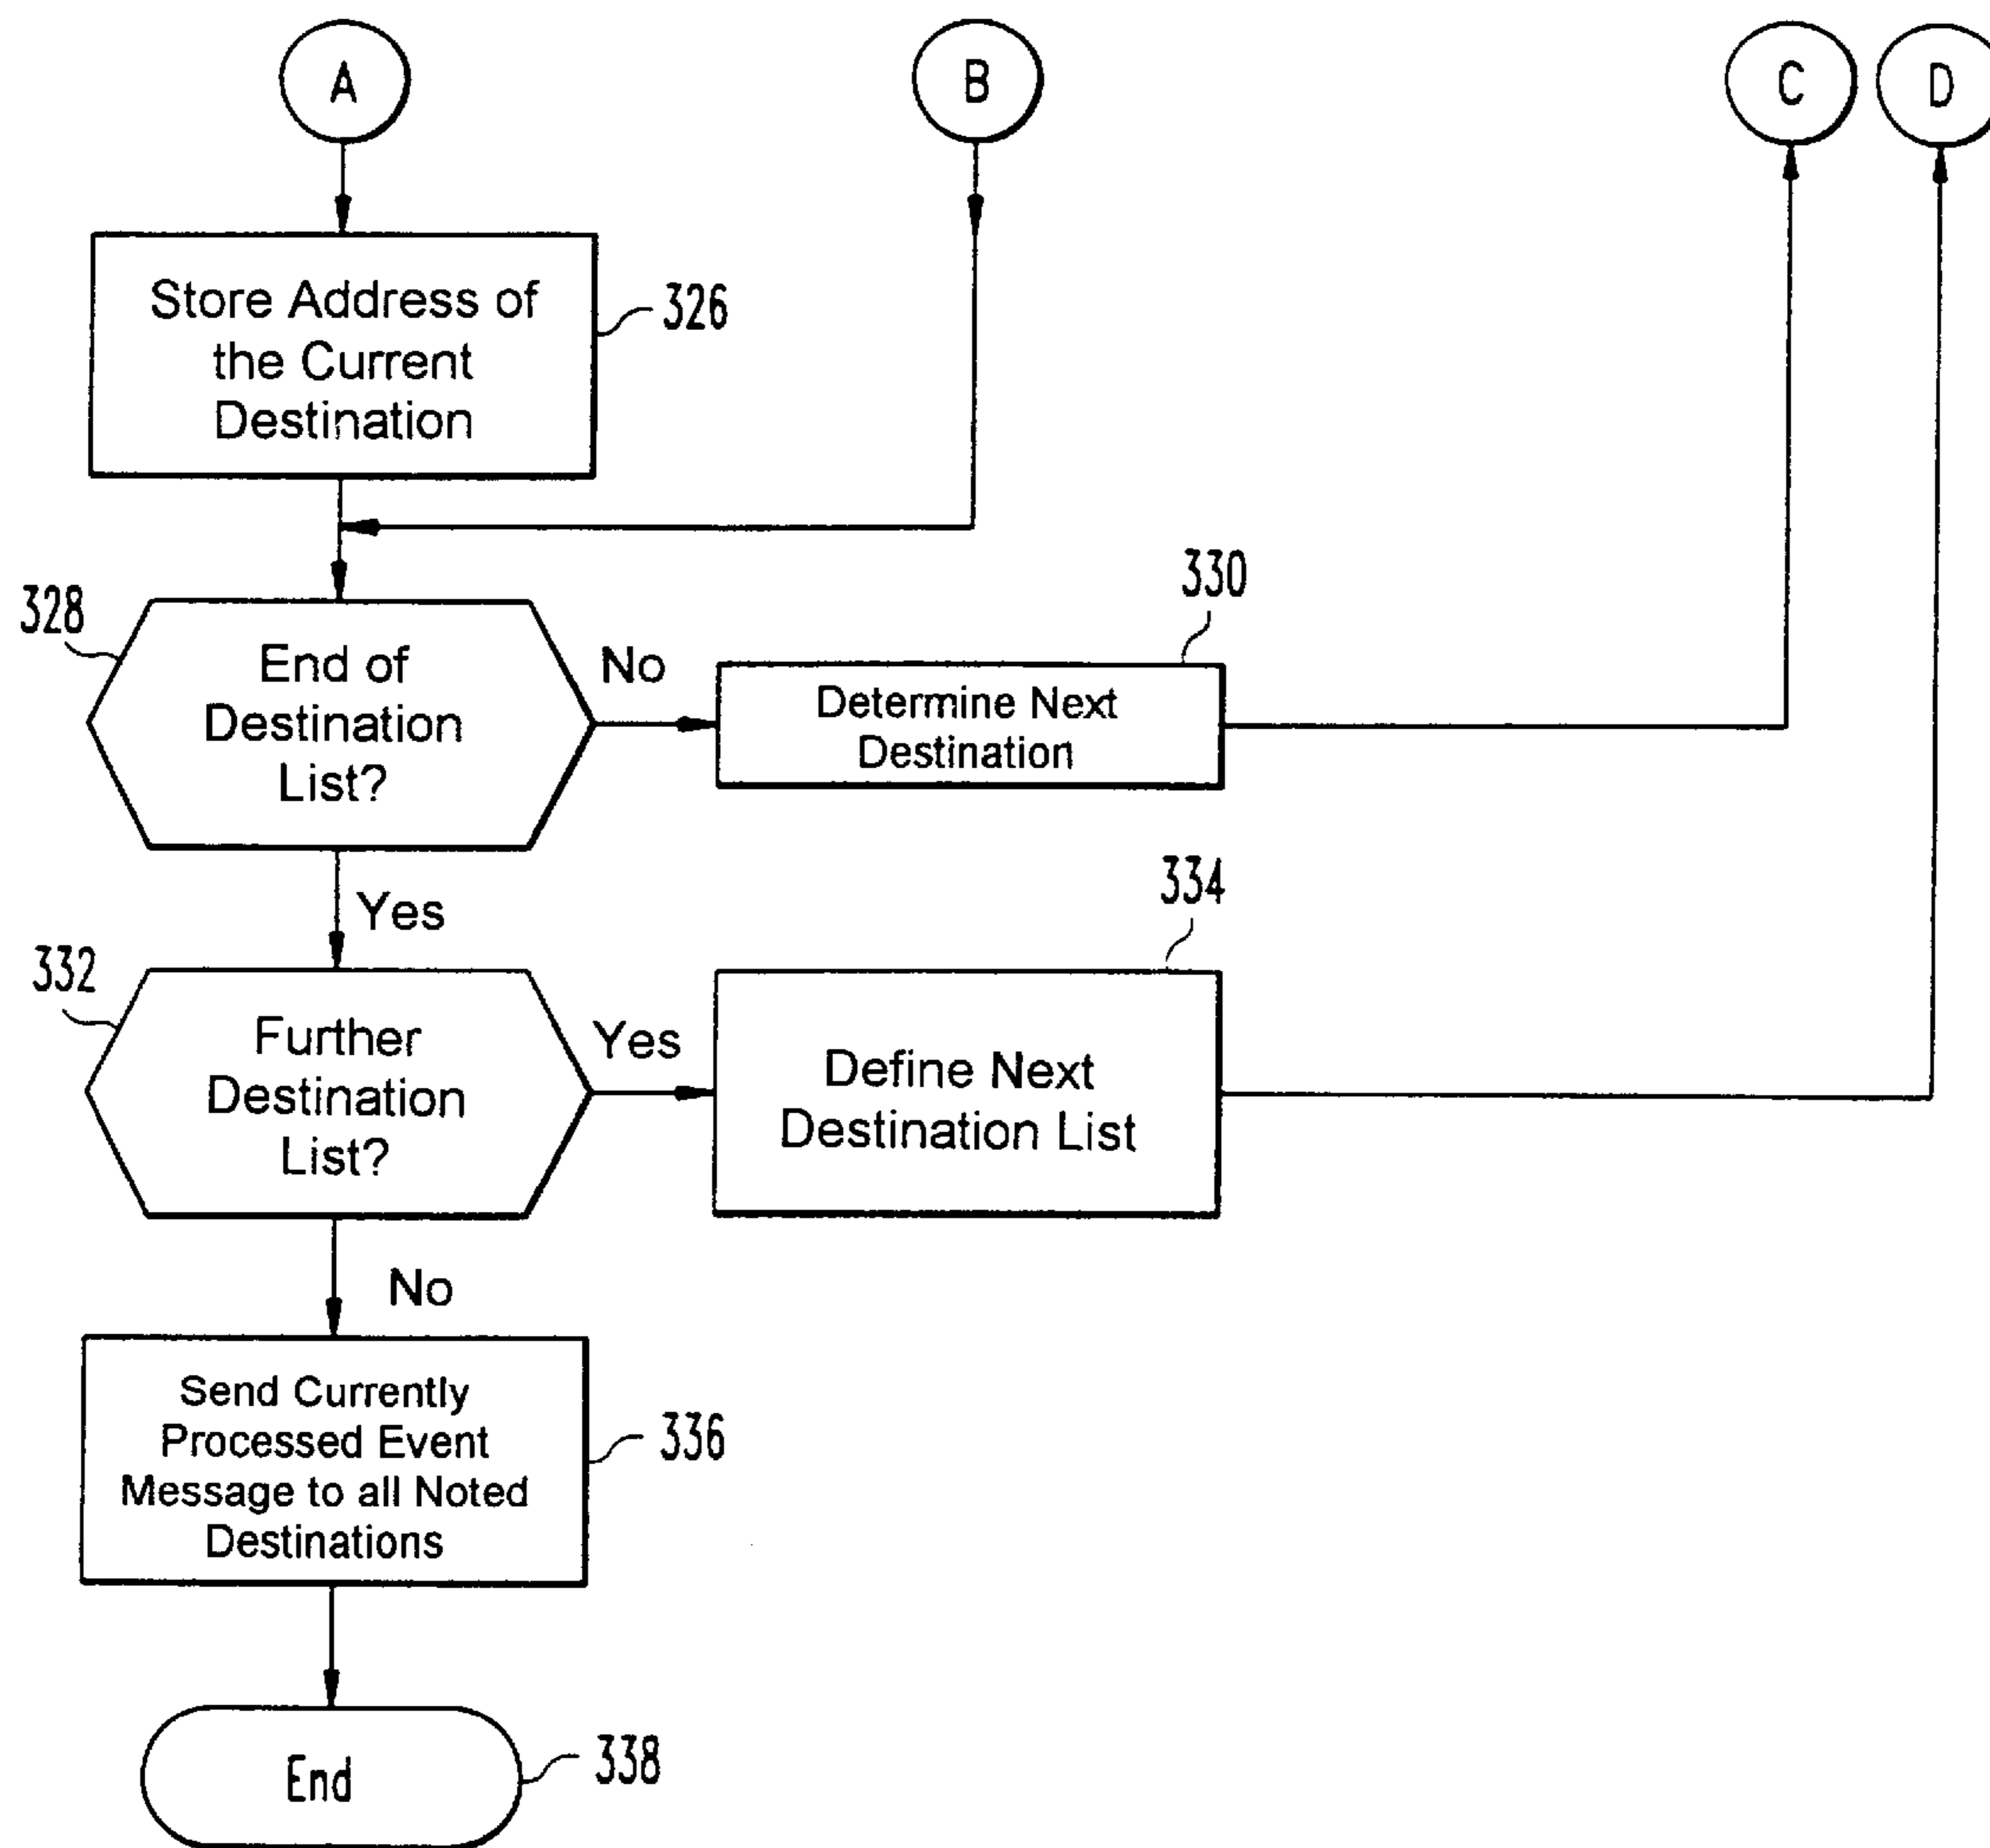 A
B
C
D
Store Address of
the Current
Destination
326
328
End of
Destination
List?
No
330
Determine Next
Destination
Yes
332
Further
Destination
List?
Yes
334
Define Next
Destination List
No
Send Currently
Processed Event
Message to all Noted
Destinations
336
End
338